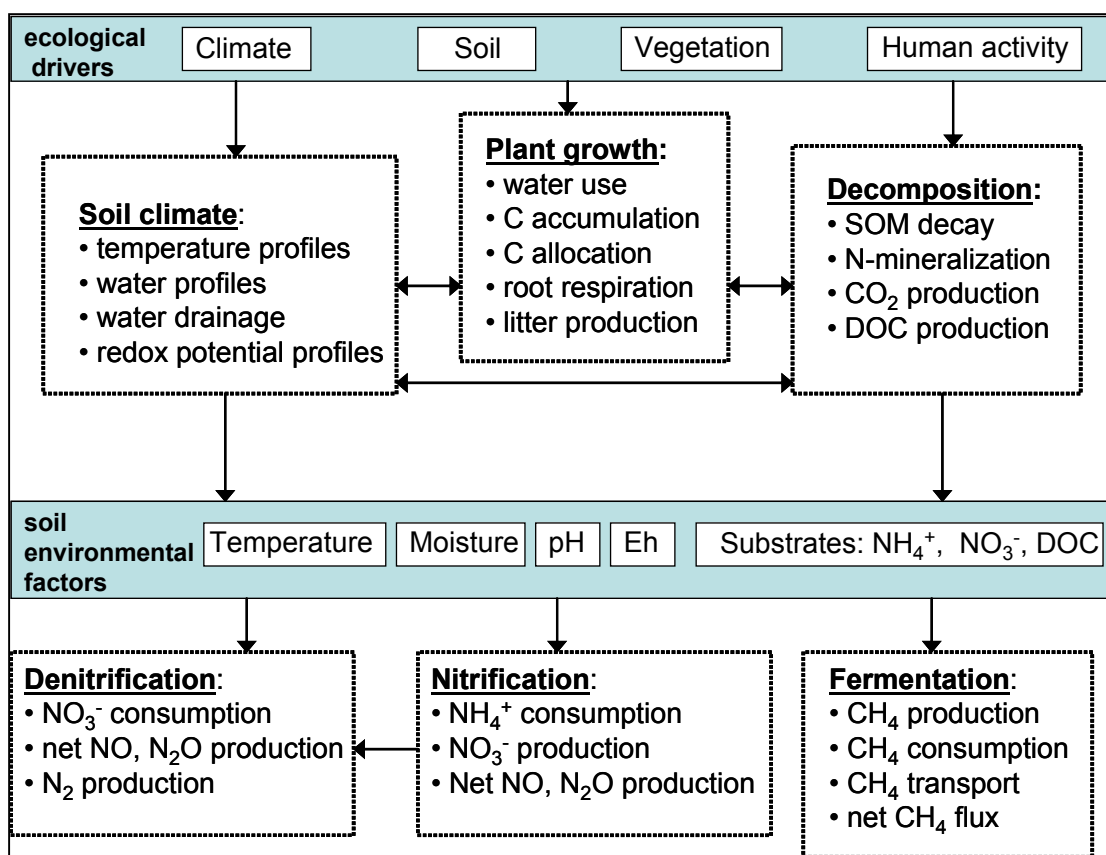 ecological
drivers
Climate
Soil
Vegetation
Human activity
Soil climate:
• temperature profiles
• water profiles
• water drainage
• redox potential profiles
Plant growth:
• water use
• C accumulation
• C allocation
• root respiration
• litter production
Decomposition:
• SOM decay
• N-mineralization
• CO₂ production
• DOC production
soil
environmental
factors
Temperature
Moisture
pH
Eh
Substrates: NH₄⁺, NO₃⁻, DOC
Denitrification:
• NO₃⁻ consumption
• net NO, N₂O production
• N₂ production
Nitrification:
• NH₄⁺ consumption
• NO₃⁻ production
• Net NO, N₂O production
Fermentation:
• CH₄ production
• CH₄ consumption
• CH₄ transport
• net CH₄ flux